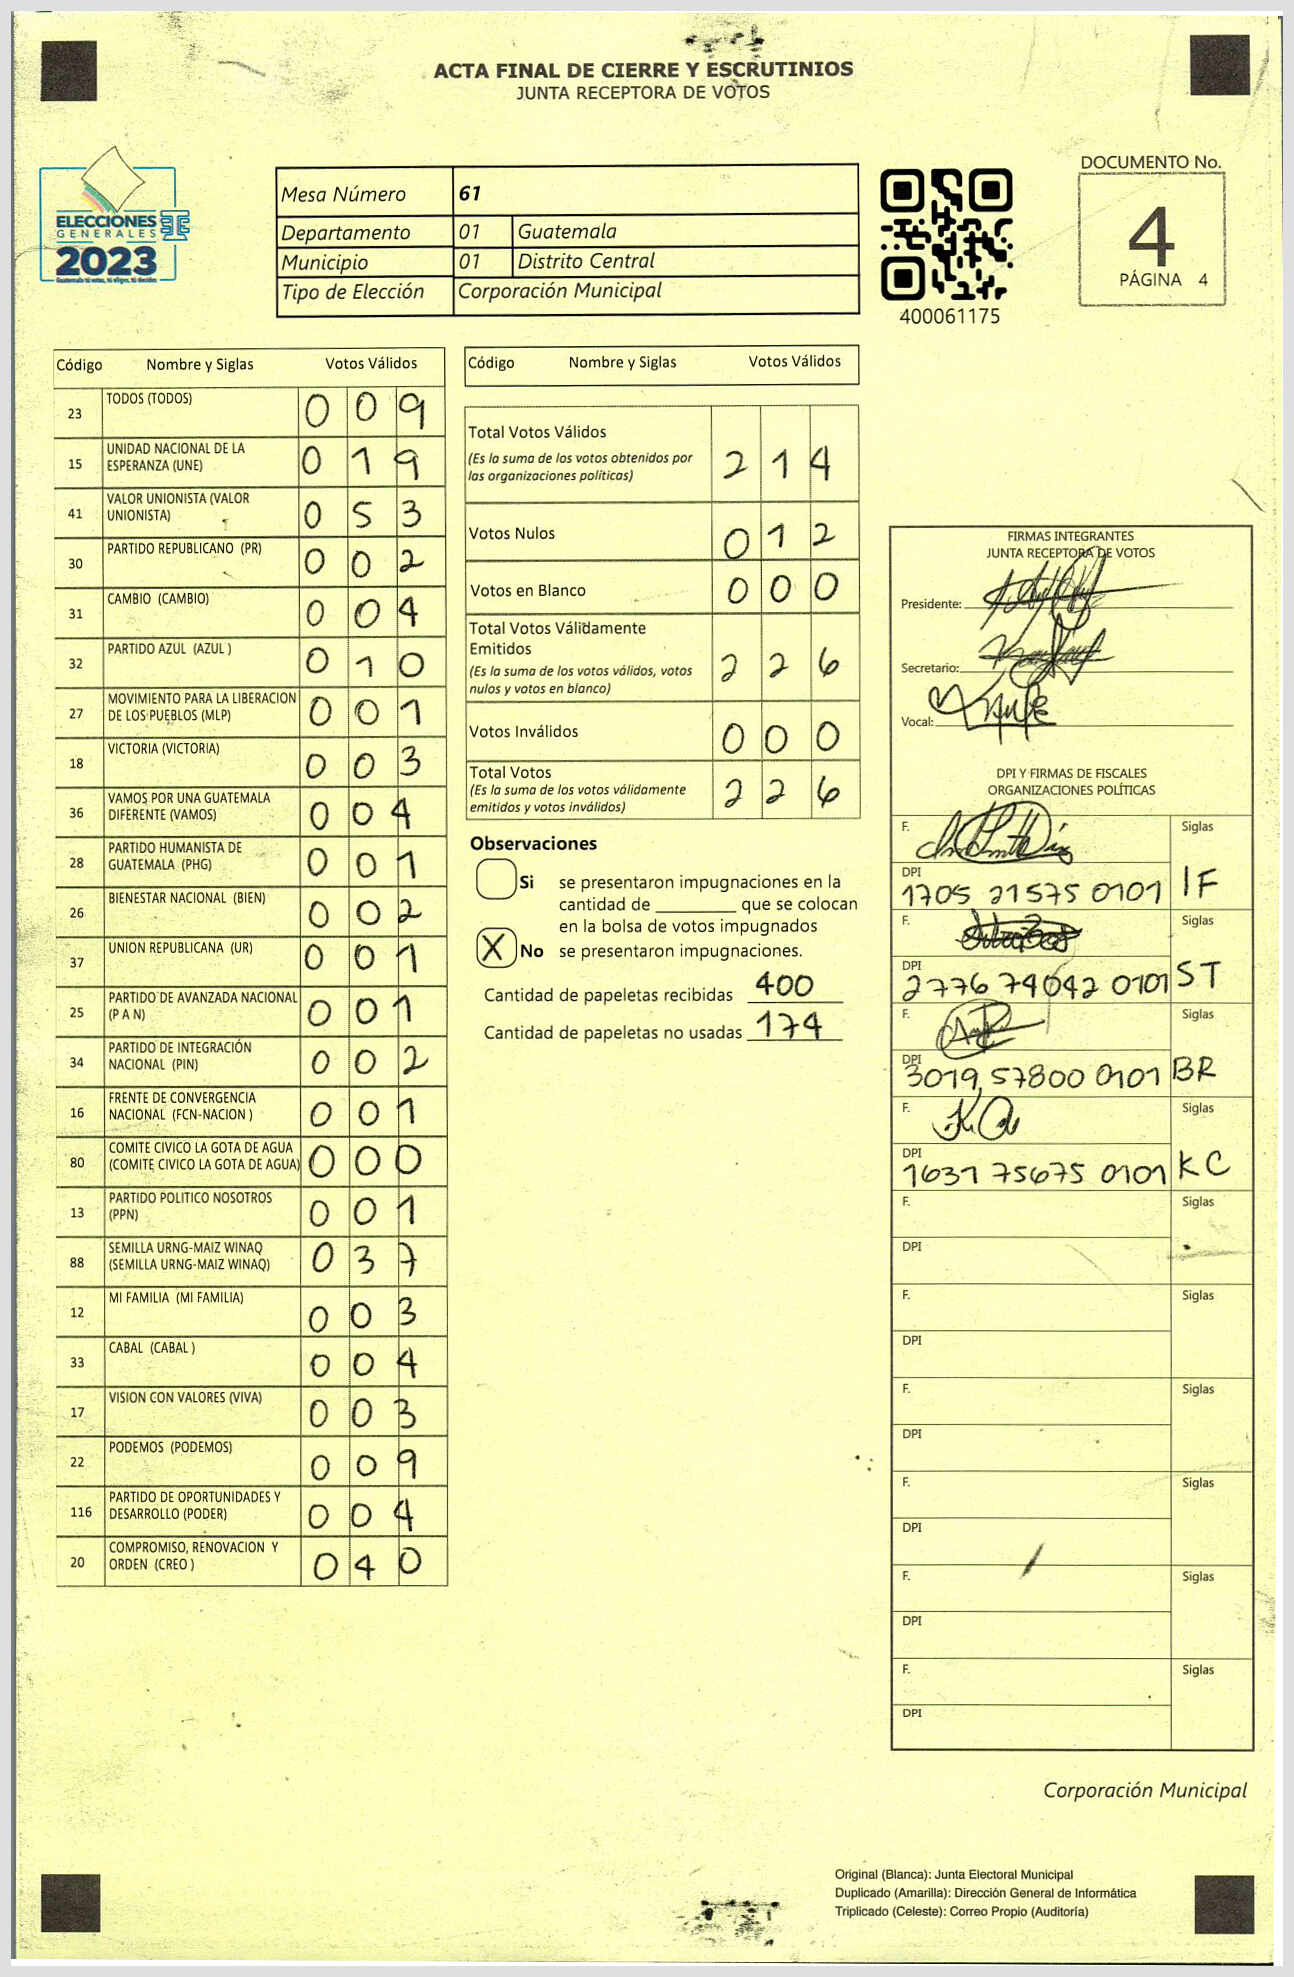 ACTA FINAL DE CIERRE Y ESCRUTINIOS
JUNTA RECEPTORA DE VOTOS
ELECCIONES
GENERALES
2023
Guatemala tú votas, tú eliges, tú decides
Mesa Número 61
Departamento 01 Guatemala
Municipio 01 Distrito Central
Tipo de Elección Corporación Municipal
400061175
DOCUMENTO No.
4
PÁGINA 4
Código Nombre y Siglas Votos Válidos
23 TODOS (TODOS) 0 0 9
15 UNIDAD NACIONAL DE LA
ESPERANZA (UNE) 0 1 9
41 VALOR UNIONISTA (VALOR
UNIONISTA) 0 5 3
30 PARTIDO REPUBLICANO (PR) 0 0 2
31 CAMBIO (CAMBIO) 0 0 4
32 PARTIDO AZUL (AZUL ) 0 1 0
27 MOVIMIENTO PARA LA LIBERACION
DE LOS PUEBLOS (MLP) 0 0 1
18 VICTORIA (VICTORIA) 0 0 3
36 VAMOS POR UNA GUATEMALA
DIFERENTE (VAMOS) 0 0 4
28 PARTIDO HUMANISTA DE
GUATEMALA (PHG) 0 0 1
26 BIENESTAR NACIONAL (BIEN) 0 0 2
37 UNION REPUBLICANA (UR) 0 0 1
25 PARTIDO DE AVANZADA NACIONAL
(P A N) 0 0 1
34 PARTIDO DE INTEGRACIÓN
NACIONAL (PIN) 0 0 2
16 FRENTE DE CONVERGENCIA
NACIONAL (FCN-NACION ) 0 0 1
80 COMITE CIVICO LA GOTA DE AGUA
(COMITE CIVICO LA GOTA DE AGUA) 0 0 0
13 PARTIDO POLITICO NOSOTROS
(PPN) 0 0 1
88 SEMILLA URNG-MAIZ WINAQ
(SEMILLA URNG-MAIZ WINAQ) 0 3 7
12 MI FAMILIA (MI FAMILIA) 0 0 3
33 CABAL (CABAL ) 0 0 4
17 VISION CON VALORES (VIVA) 0 0 3
22 PODEMOS (PODEMOS) 0 0 9
116 PARTIDO DE OPORTUNIDADES Y
DESARROLLO (PODER) 0 0 4
20 COMPROMISO, RENOVACION Y
ORDEN (CREO ) 0 4 0
Código Nombre y Siglas Votos Válidos
Total Votos Válidos
(Es la suma de los votos obtenidos por
las organizaciones políticas) 2 1 4
Votos Nulos 0 1 2
Votos en Blanco 0 0 0
Total Votos Válidamente
Emitidos
(Es la suma de los votos válidos, votos
nulos y votos en blanco) 2 2 6
Votos Inválidos 0 0 0
Total Votos
(Es la suma de los votos válidamente
emitidos y votos inválidos) 2 2 6
Observaciones
Si se presentaron impugnaciones en la
cantidad de ________ que se colocan
en la bolsa de votos impugnados
X No se presentaron impugnaciones.
Cantidad de papeletas recibidas 400
Cantidad de papeletas no usadas 174
FIRMAS INTEGRANTES
JUNTA RECEPTORA DE VOTOS
Presidente:
Secretario:
Vocal:
DPI Y FIRMAS DE FISCALES
ORGANIZACIONES POLÍTICAS
F. Siglas
DPI
1705 21575 0101 IF
F. Siglas
DPI
2776 74042 0101 ST
F. Siglas
DPI
3019 57800 0101 BR
F. Siglas
DPI
1631 75675 0101 KC
F. Siglas
DPI
F. Siglas
DPI
F. Siglas
DPI
F. Siglas
DPI
F. Siglas
DPI
F. Siglas
DPI
Corporación Municipal
Original (Blanca): Junta Electoral Municipal
Duplicado (Amarilla): Dirección General de Informática
Triplicado (Celeste): Correo Propio (Auditoría)